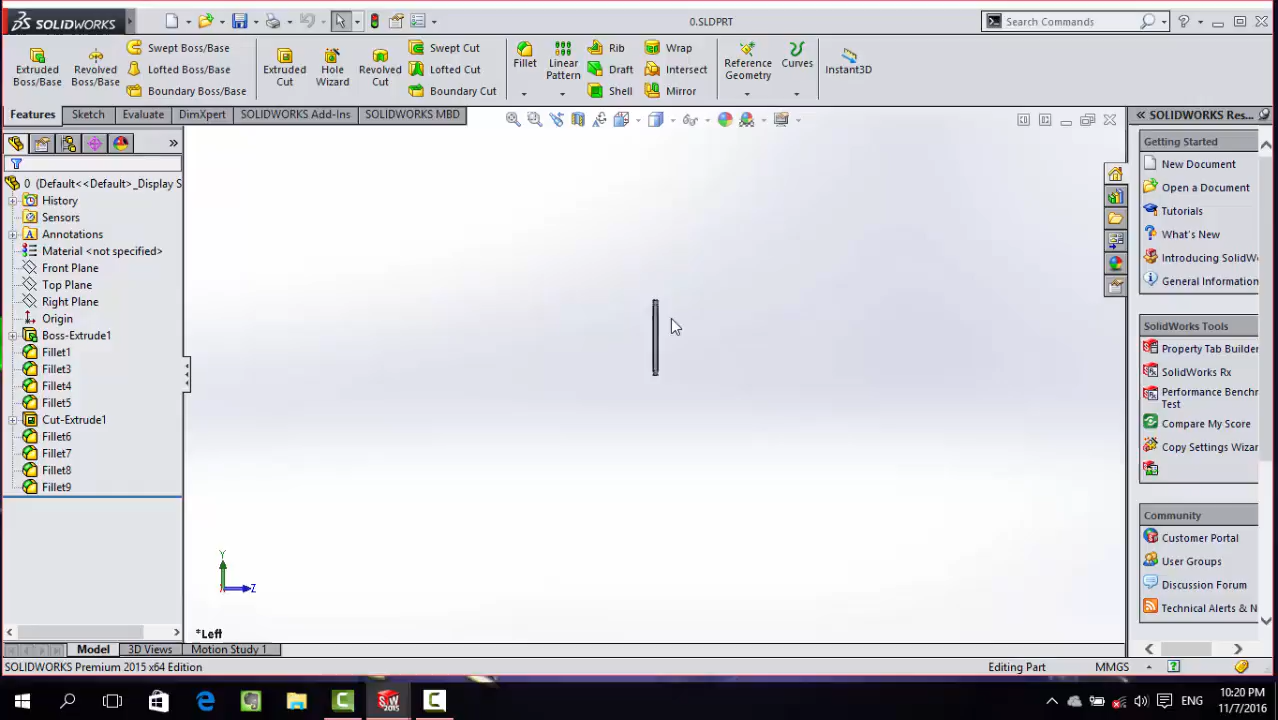 SOLIDWORKS
0.SLDPRT
Search Commands
Extruded Boss/Base
Revolved Boss/Base
Swept Boss/Base
Lofted Boss/Base
Boundary Boss/Base
Extruded Cut
Hole Wizard
Revolved Cut
Swept Cut
Lofted Cut
Boundary Cut
Fillet
Linear Pattern
Rib
Draft
Shell
Wrap
Intersect
Mirror
Reference Geometry
Curves
Instant3D
Features
Sketch
Evaluate
DimXpert
SOLIDWORKS Add-Ins
SOLIDWORKS MBD
0 (Default<<Default>_Display S
History
Sensors
Annotations
Material <not specified>
Front Plane
Top Plane
Right Plane
Origin
Boss-Extrude1
Fillet1
Fillet3
Fillet4
Fillet5
Cut-Extrude1
Fillet6
Fillet7
Fillet8
Fillet9
Y
Z
*Left
SOLIDWORKS Res...
Getting Started
New Document
Open a Document
Tutorials
What's New
Introducing SolidW
General Information
SolidWorks Tools
Property Tab Builder
SolidWorks Rx
Performance Benchm
Test
Compare My Score
Copy Settings Wizar
Community
Customer Portal
User Groups
Discussion Forum
Technical Alerts & N
Model
3D Views
Motion Study 1
SOLIDWORKS Premium 2015 x64 Edition
Editing Part
MMGS
ENG
10:20 PM
11/7/2016